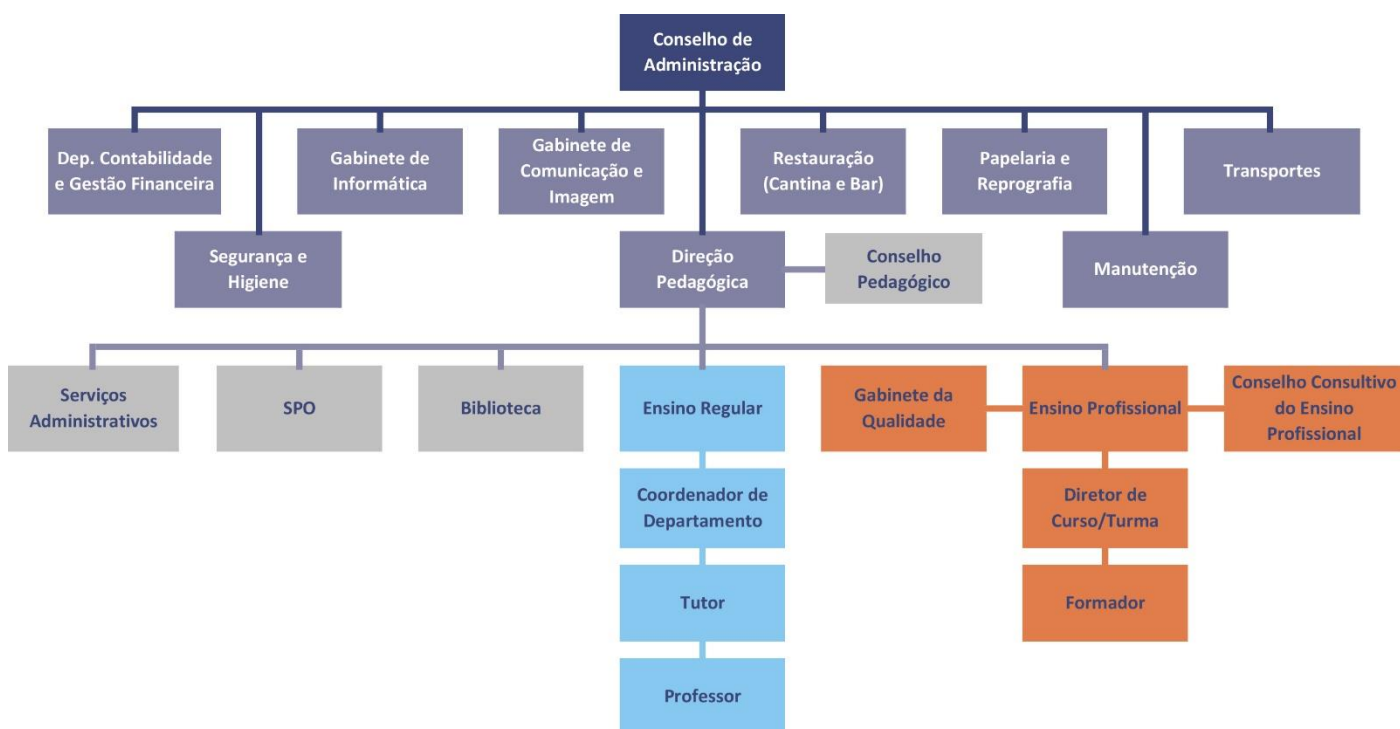 Conselho de
Administração
Dep. Contabilidade
e Gestão Financeira
Gabinete de
Informática
Gabinete de
Comunicação e
Imagem
Restauração
(Cantina e Bar)
Papelaria e
Reprografia
Transportes
Segurança e
Higiene
Direção
Pedagógica
Conselho
Pedagógico
Manutenção
Serviços
Administrativos
SPO
Biblioteca
Ensino Regular
Gabinete da
Qualidade
Ensino Profissional
Conselho Consultivo
do Ensino
Profissional
Coordenador de
Departamento
Diretor de
Curso/Turma
Tutor
Formador
Professor